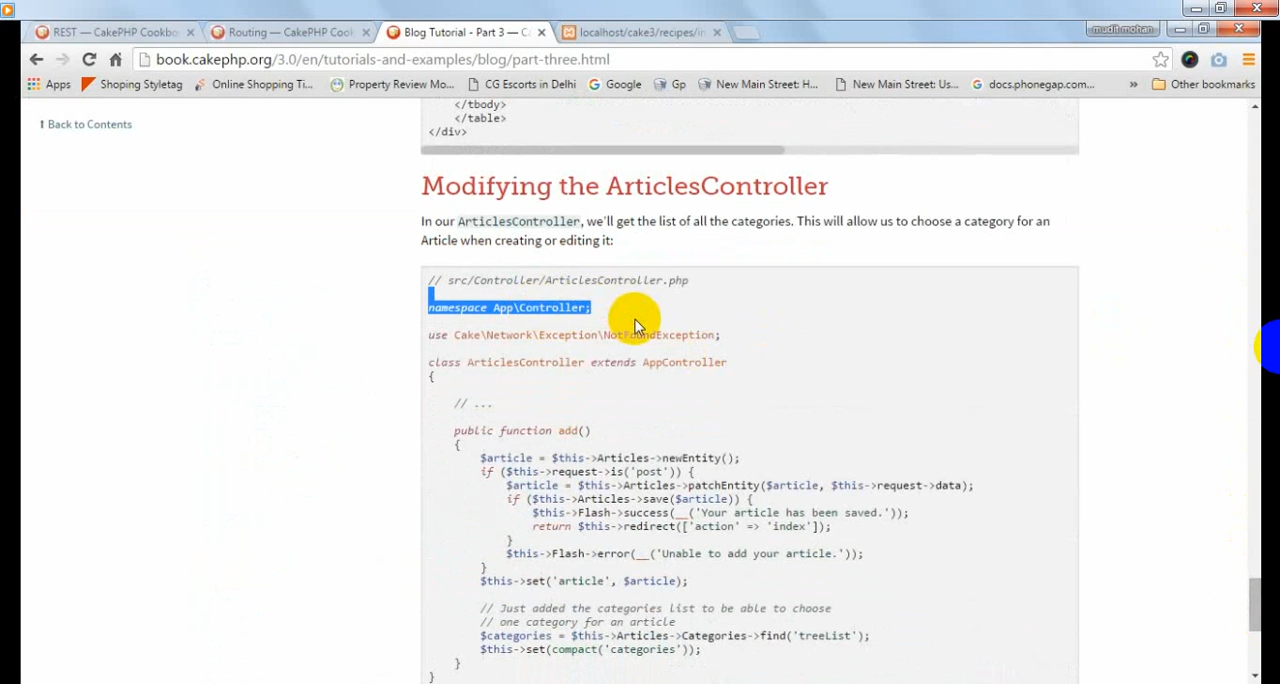 REST — CakePHP Cookbo
Routing — CakePHP Cool
Blog Tutorial - Part 3 — C
localhost/cake3/recipes/in
mudit mohan
book.cakephp.org/3.0/en/tutorials-and-examples/blog/part-three.html
Apps
Shoping Styletag
Online Shopping Ti...
Property Review Mo...
CG Escorts in Delhi
Google
Gp
New Main Street: H...
New Main Street: Us...
docs.phonegap.com...
»
Other bookmarks
⬆ Back to Contents
</tbody>
</table>
</div>
Modifying the ArticlesController
In our ArticlesController, we'll get the list of all the categories. This will allow us to choose a category for an
Article when creating or editing it:
// src/Controller/ArticlesController.php
namespace App\Controller;
use Cake\Network\Exception\NotFoundException;
class ArticlesController extends AppController
{
// ...
public function add()
{
$article = $this->Articles->newEntity();
if ($this->request->is('post')) {
$article = $this->Articles->patchEntity($article, $this->request->data);
if ($this->Articles->save($article)) {
$this->Flash->success(__('Your article has been saved.'));
return $this->redirect(['action' => 'index']);
}
$this->Flash->error(__('Unable to add your article.'));
}
$this->set('article', $article);
// Just added the categories list to be able to choose
// one category for an article
$categories = $this->Articles->Categories->find('treeList');
$this->set(compact('categories'));
}
}